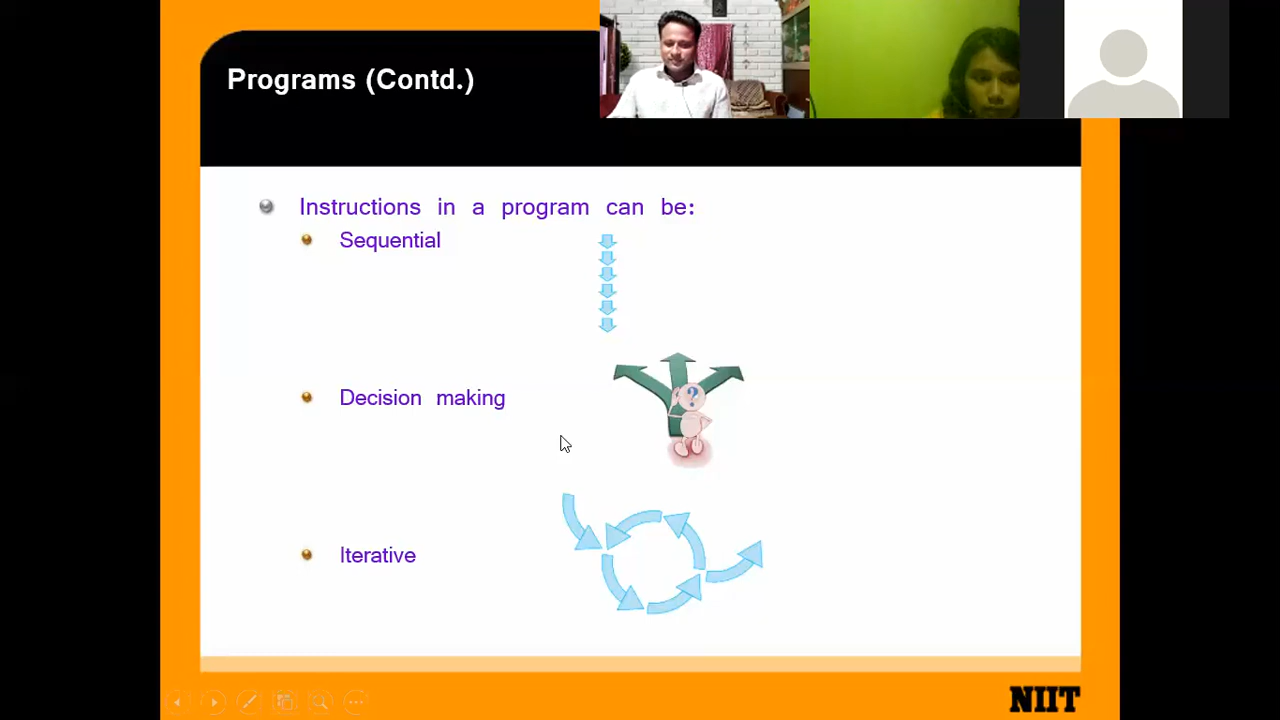 Programs (Contd.)
Instructions in a program can be:
Sequential
Decision making
?
Iterative
NIIT